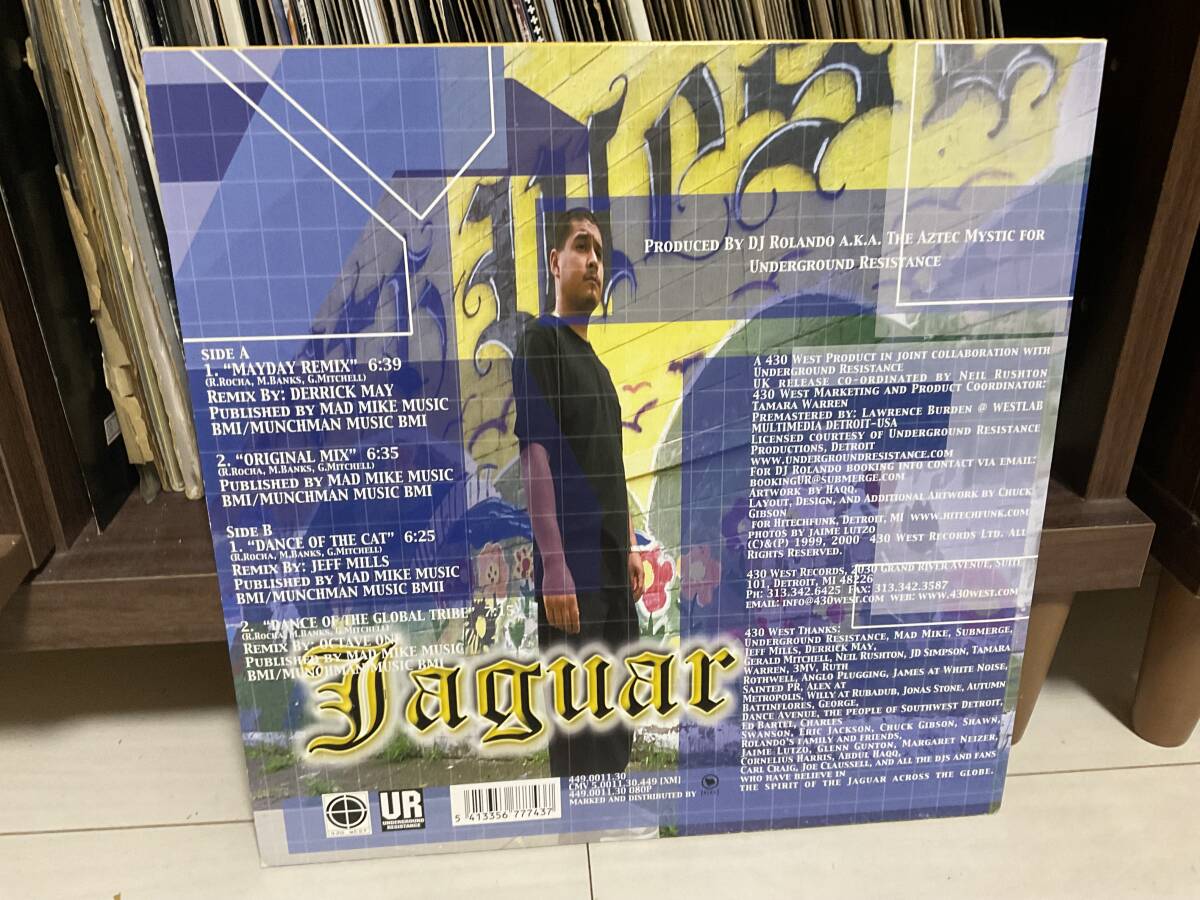 PRODUCED BY DJ ROLANDO A.K.A. THE AZTEC MYSTIC FOR
UNDERGROUND RESISTANCE
SIDE A
1. "MAYDAY REMIX" 6:39
(R.ROCHA, M.BANKS, G.MITCHELL)
REMIX BY: DERRICK MAY
PUBLISHED BY MAD MIKE MUSIC
BMI/MUNCHMAN MUSIC BMI
2. "ORIGINAL MIX" 6:35
(R.ROCHA, M.BANKS, G.MITCHELL)
PUBLISHED BY MAD MIKE MUSIC
BMI/MUNCHMAN MUSIC BMI
SIDE B
1. "DANCE OF THE CAT" 6:25
(R.ROCHA, M.BANKS, G.MITCHELL)
REMIX BY: JEFF MILLS
PUBLISHED BY MAD MIKE MUSIC
BMI/MUNCHMAN MUSIC BMII
2. "DANCE OF THE GLOBAL TRIBE" 7:15
(R.ROCHA, M.BANKS, G.MITCHELL)
REMIX BY: OCTAVE ONE
PUBLISHED BY MAD MIKE MUSIC
BMI/MUNCHMAN MUSIC BMI
A 430 WEST PRODUCT IN JOINT COLLABORATION WITH
UNDERGROUND RESISTANCE
UK RELEASE CO-ORDINATED BY NEIL RUSHTON
430 WEST MARKETING AND PRODUCT COORDINATOR:
TAMARA WARREN
PREMASTERED BY: LAWRENCE BURDEN @ WESTLAB
MULTIMEDIA DETROIT-USA
LICENSED COURTESY OF UNDERGROUND RESISTANCE
PRODUCTIONS, DETROIT
WWW.UNDERGROUNDRESISTANCE.COM
FOR DJ ROLANDO BOOKING INFO CONTACT VIA EMAIL:
BOOKINGUR@SUBMERGE.COM
ARTWORK BY HAQQ.
LAYOUT, DESIGN, AND ADDITIONAL ARTWORK BY CHUCK
GIBSON
FOR HITECHFUNK, DETROIT, MI WWW.HITECHFUNK.COM
PHOTOS BY JAIME LUTZO
(C)&(P) 1999, 2000 430 WEST RECORDS LTD. ALL
RIGHTS RESERVED.
430 WEST RECORDS, 2030 GRAND RIVER AVENUE, SUITE
101, DETROIT, MI 48226
PH: 313.342.6425 FAX: 313.342.3587
EMAIL: INFO@430WEST.COM WEB: WWW.430WEST.COM
430 WEST THANKS:
UNDERGROUND RESISTANCE, MAD MIKE, SUBMERGE,
JEFF MILLS, DERRICK MAY,
GERALD MITCHELL, NEIL RUSHTON, JD SIMPSON, TAMARA
WARREN, 3MV, RUTH
ROTHWELL, ANGLO PLUGGING, JAMES AT WHITE NOISE,
SAINTED PR, ALEX AT
METROPOLIS, WILLY AT RUBADUB, JONAS STONE, AUTUMN
BATTINFLORES, GEORGE,
DANCE AVENUE, THE PEOPLE OF SOUTHWEST DETROIT,
ED BARTEL, CHARLES
SWANSON, ERIC JACKSON, CHUCK GIBSON, SHAWN,
ROLANDO'S FAMILY AND FRIENDS,
JAIME LUTZO, GLENN GUNTON, MARGARET NEIZER,
CORNELIUS HARRIS, ABDUL HAQQ,
CARL CRAIG, JOE CLAUSSELL, AND ALL THE DJS AND FANS
WHO HAVE BELIEVE IN
THE SPIRIT OF THE JAGUAR ACROSS THE GLOBE.
Jaguar
430 WEST
UR
UNDERGROUND
RESISTANCE
5 413356 777437
449.0011.30
CMV 5.0011.30.449 [XM]
449.0011.30 080P
MARKED AND DISTRIBUTED BY